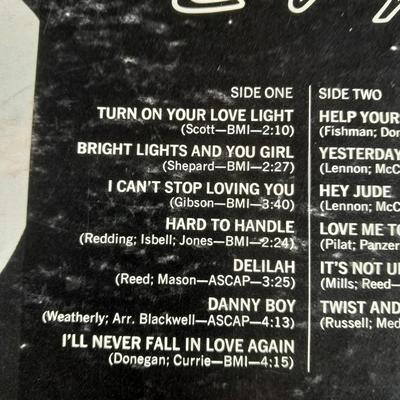 SIDE ONE
TURN ON YOUR LOVE LIGHT
(Scott—BMI—2:10)
BRIGHT LIGHTS AND YOU GIRL
(Shepard—BMI—2:27)
I CAN'T STOP LOVING YOU
(Gibson—BMI—3:40)
HARD TO HANDLE
(Redding; Isbell; Jones—BMI—2:24)
DELILAH
(Reed; Mason—ASCAP—3:25)
DANNY BOY
(Weatherly; Arr. Blackwell—ASCAP—4:13)
I'LL NEVER FALL IN LOVE AGAIN
(Donegan; Currie—BMI—4:15)
SIDE TWO
HELP YOUR
(Fishman; Don
YESTERDAY
(Lennon; McC
HEY JUDE
(Lennon; McC
LOVE ME TO
(Pilat; Panzer
IT'S NOT U
(Mills; Reed—
TWIST AND
(Russell; Med